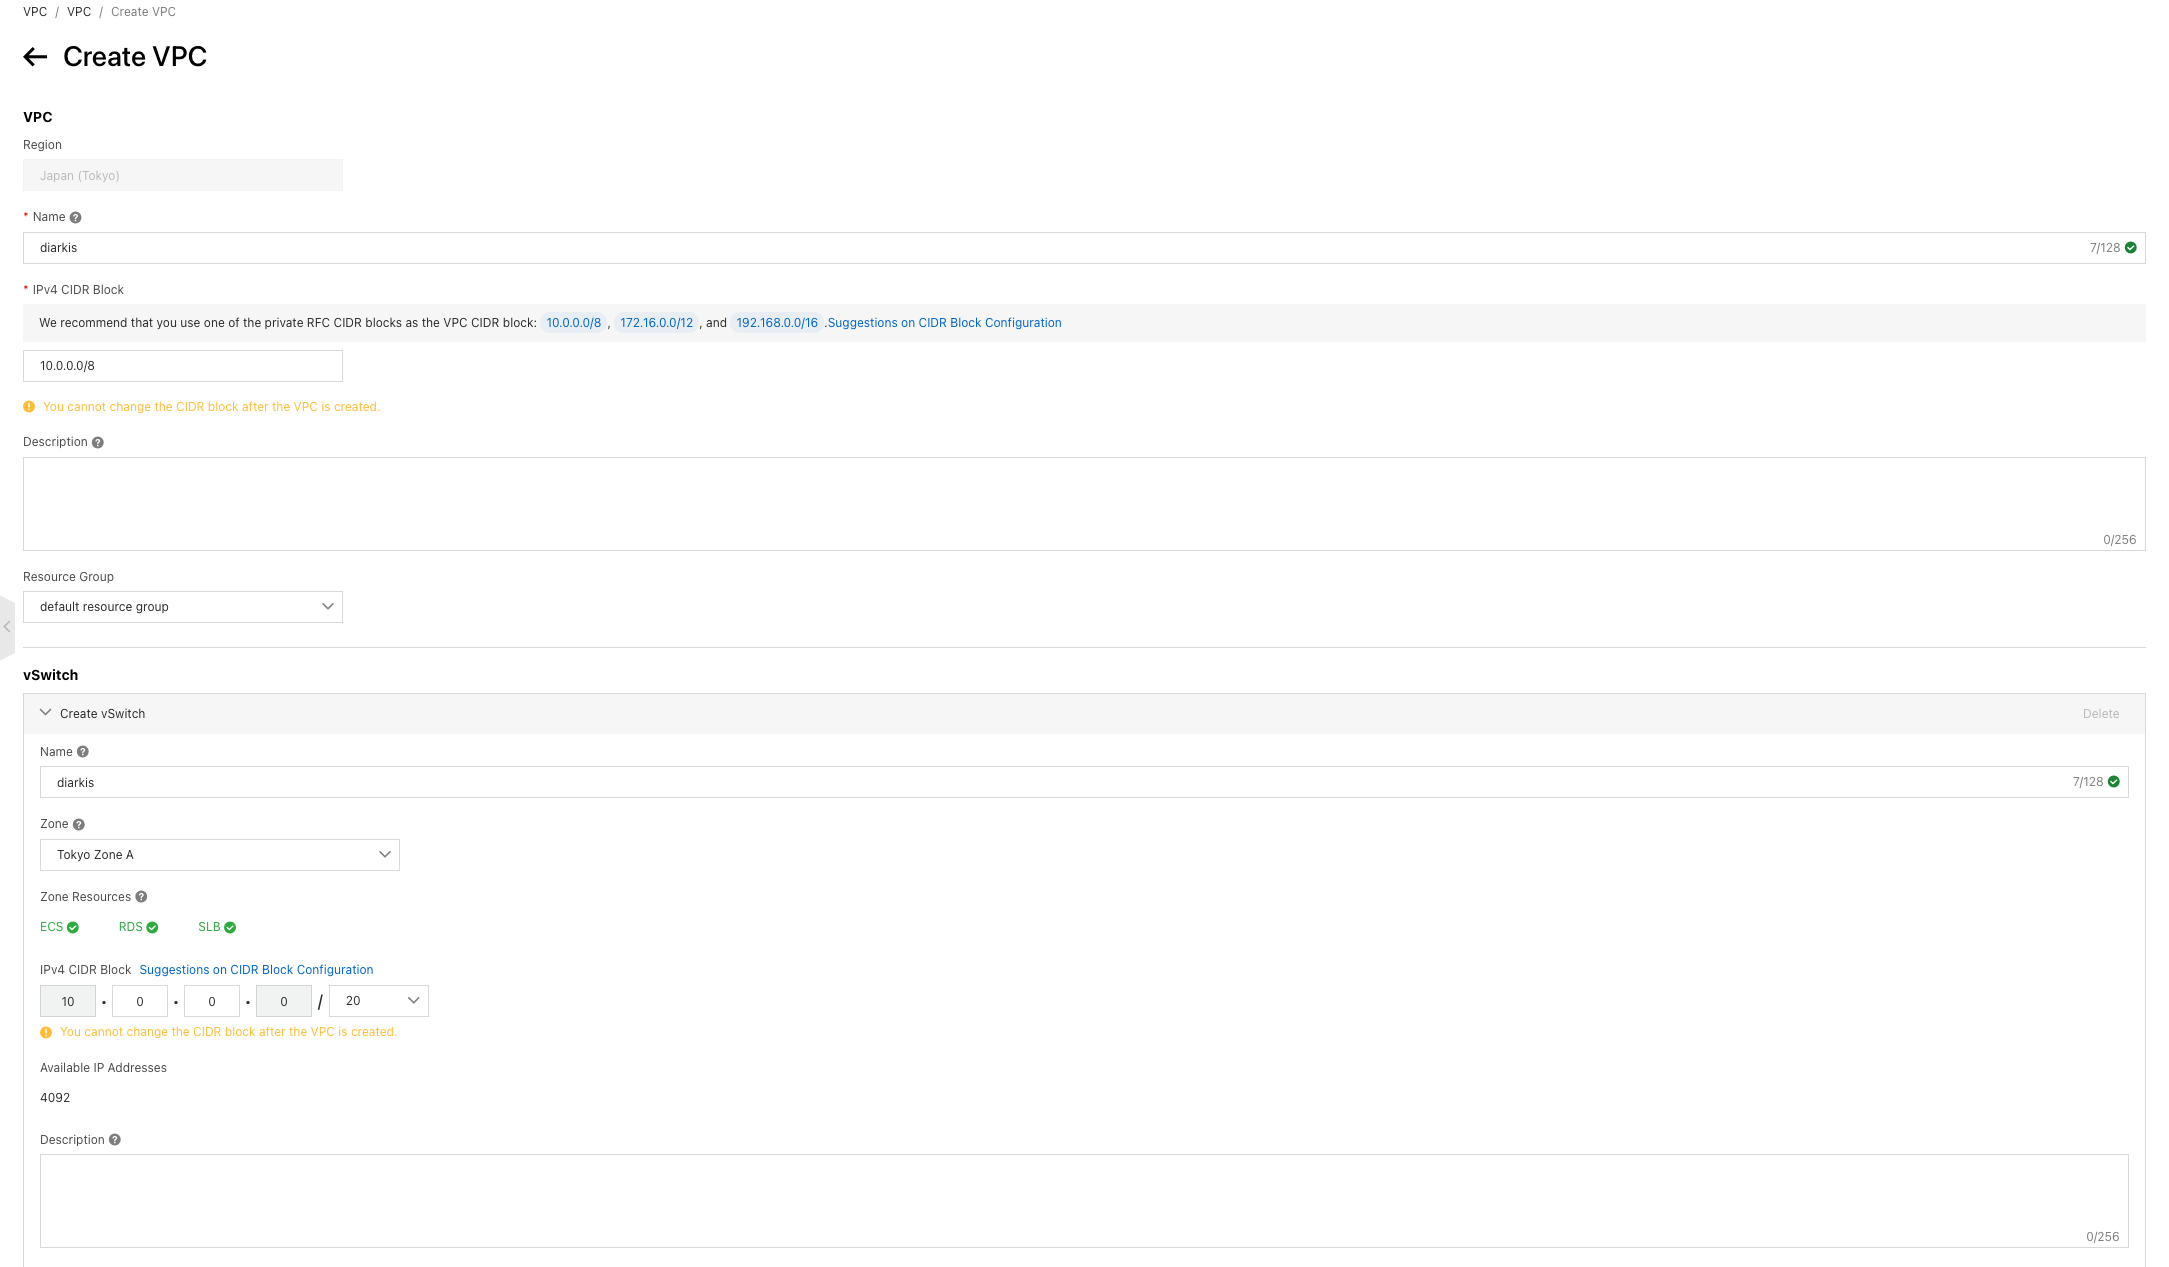 VPC / VPC / Create VPC
Create VPC
VPC
Region
Japan (Tokyo)
* Name
diarkis
7/128
* IPv4 CIDR Block
We recommend that you use one of the private RFC CIDR blocks as the VPC CIDR block: 10.0.0.0/8 , 172.16.0.0/12 , and 192.168.0.0/16 .Suggestions on CIDR Block Configuration
10.0.0.0/8
You cannot change the CIDR block after the VPC is created.
Description
0/256
Resource Group
default resource group
vSwitch
Create vSwitch Delete
Name
diarkis
7/128
Zone
Tokyo Zone A
Zone Resources
ECS RDS SLB
IPv4 CIDR Block Suggestions on CIDR Block Configuration
10 . 0 . 0 . 0 / 20
You cannot change the CIDR block after the VPC is created.
Available IP Addresses
4092
Description
0/256